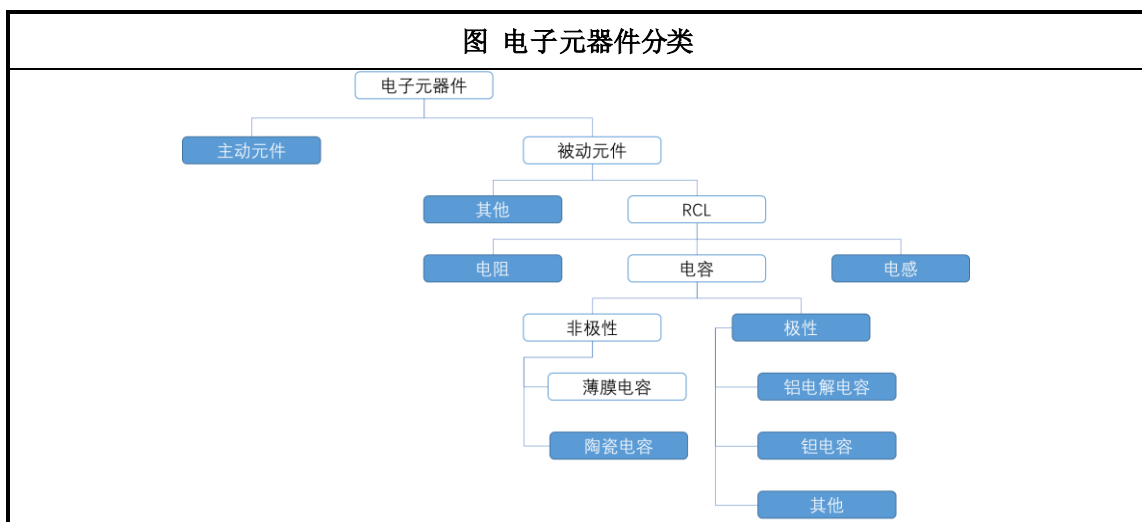 图 电子元器件分类
电子元器件
主动元件
被动元件
其他
RCL
电阻
电容
电感
非极性
极性
薄膜电容
铝电解电容
陶瓷电容
钽电容
其他